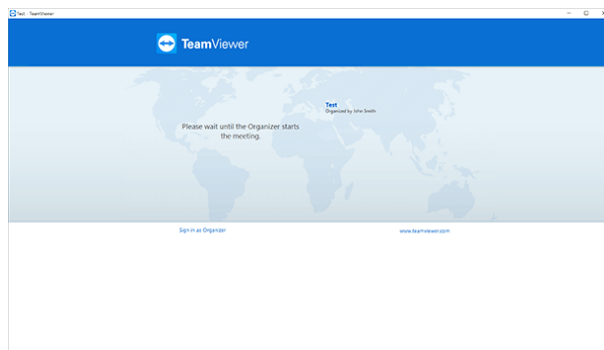 Test - TeamViewer
TeamViewer
Test
Organized by John Smith
Please wait until the Organizer starts
the meeting.
Sign in as Organizer
www.teamviewer.com